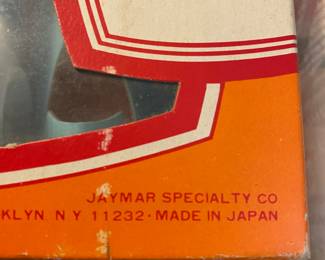 JAYMAR SPECIALTY CO
KLYN N Y 11232 · MADE IN JAPAN